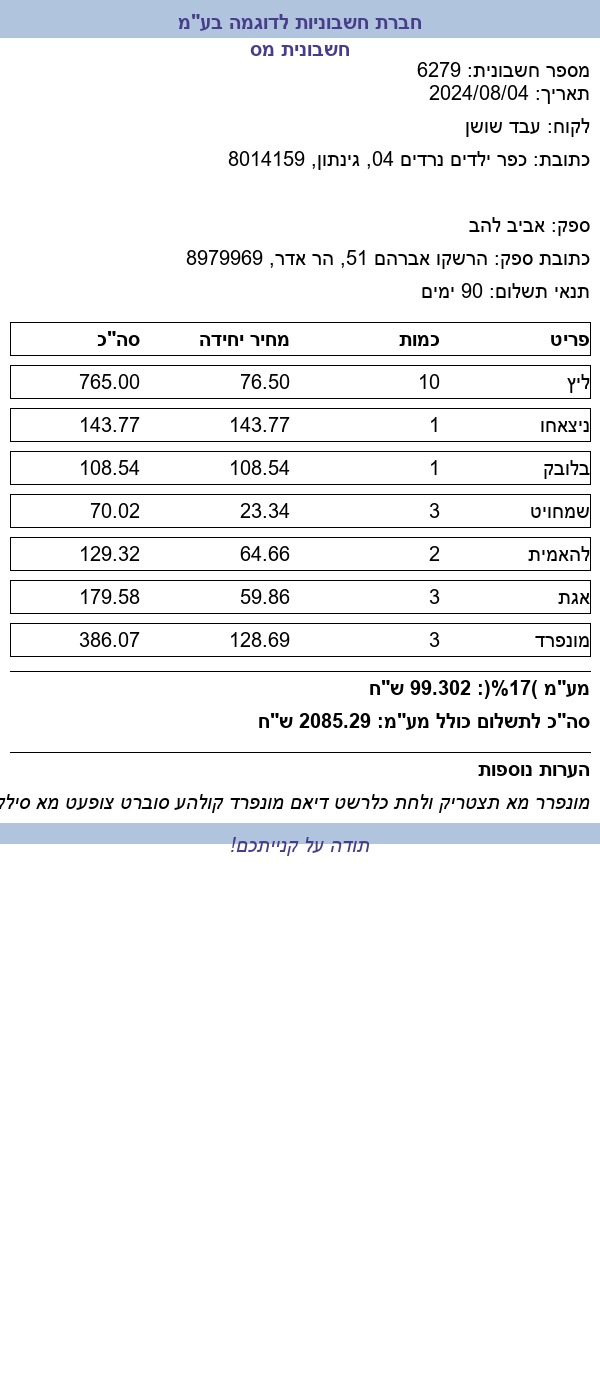 חברת חשבוניות לדוגמה בע"מ
חשבונית מס
מספר חשבונית: 6279
תאריך: 2024/08/04
לקוח: עבד שושן
כתובת: כפר ילדים נרדים 04, גינתון, 8014159
ספק: אביב להב
כתובת ספק: הרשקו אברהם 51, הר אדר, 8979969
תנאי תשלום: 90 ימים
פריט כמות מחיר יחידה סה"כ
ליץ 10 76.50 765.00
ניצאחו 1 143.77 143.77
בלובק 1 108.54 108.54
שמחויט 3 23.34 70.02
להאמית 2 64.66 129.32
אגת 3 59.86 179.58
מונפרד 3 128.69 386.07
מע"מ )17%(: 99.302 ש"ח
סה"כ לתשלום כולל מע"מ: 2085.29 ש"ח
הערות נוספות
מונפרר מא תצטריק ולחת כלרשט דיאם מונפרד קולהע סוברט צופעט מא
תודה על קנייתכם!